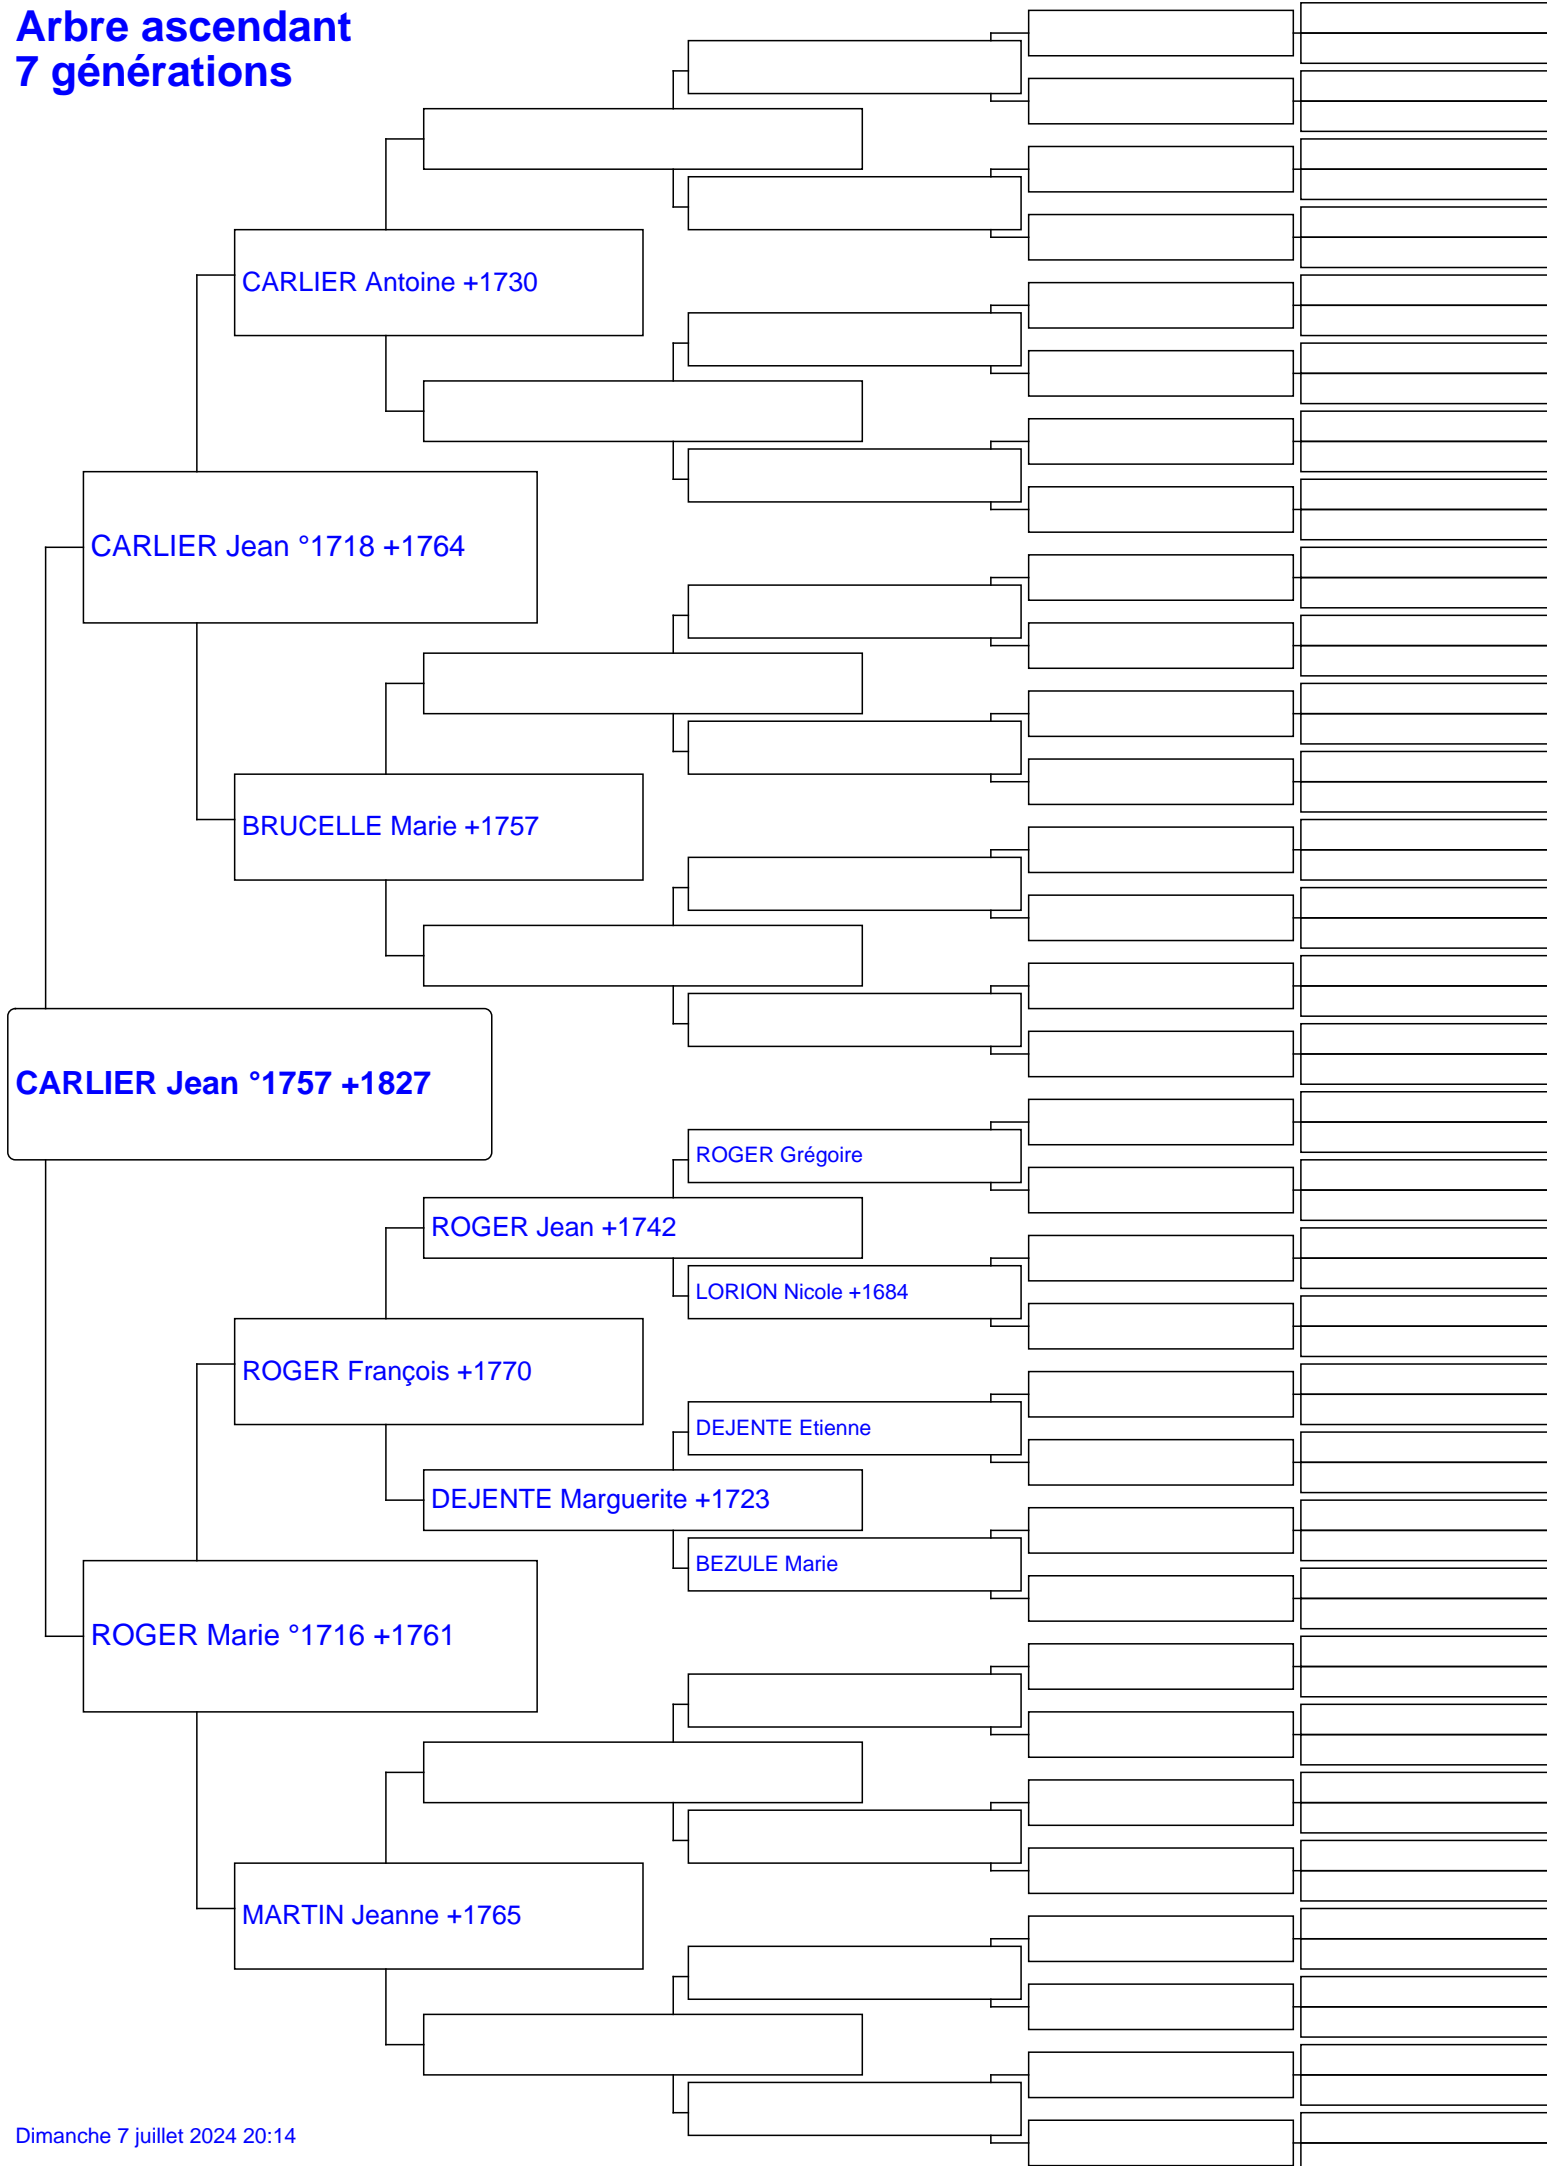 Arbre ascendant
7 générations
CARLIER Antoine +1730
CARLIER Jean °1718 +1764
BRUCELLE Marie +1757
CARLIER Jean °1757 +1827
ROGER Grégoire
ROGER Jean +1742
LORION Nicole +1684
ROGER François +1770
DEJENTE Etienne
DEJENTE Marguerite +1723
BEZULE Marie
ROGER Marie °1716 +1761
MARTIN Jeanne +1765
Dimanche 7 juillet 2024 20:14